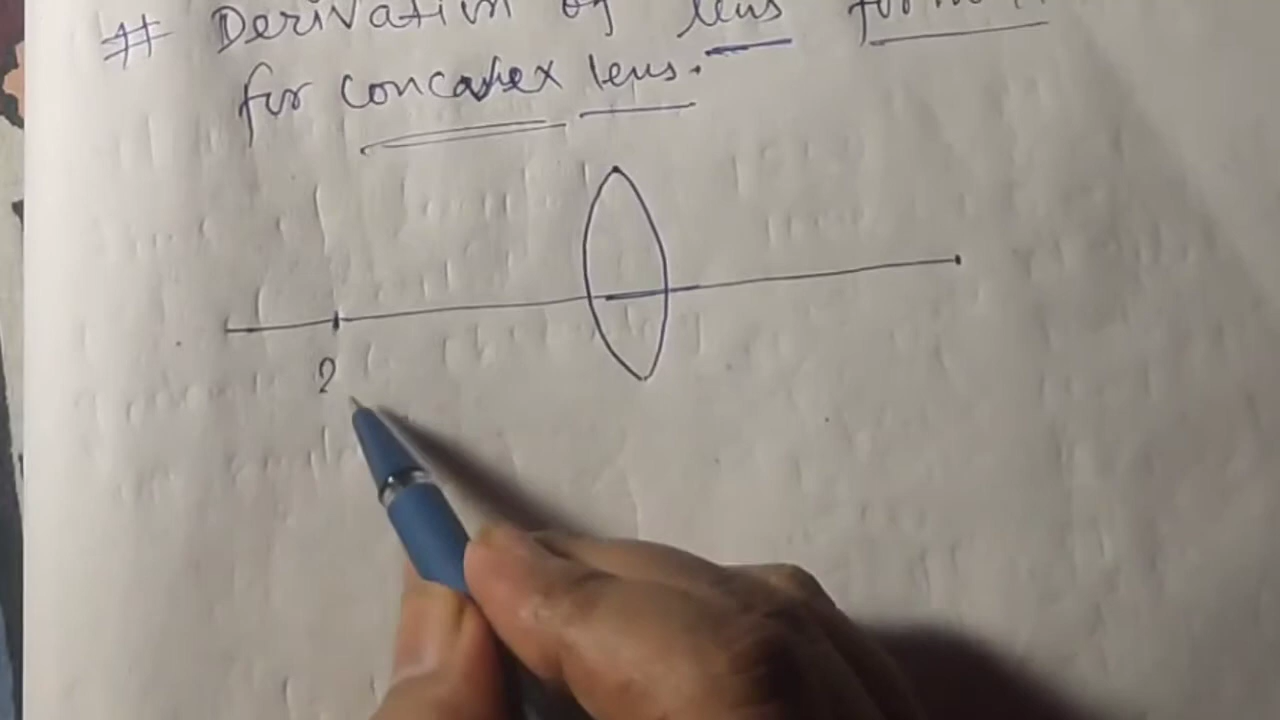 # Derivation of lens
for concavex lens.
2